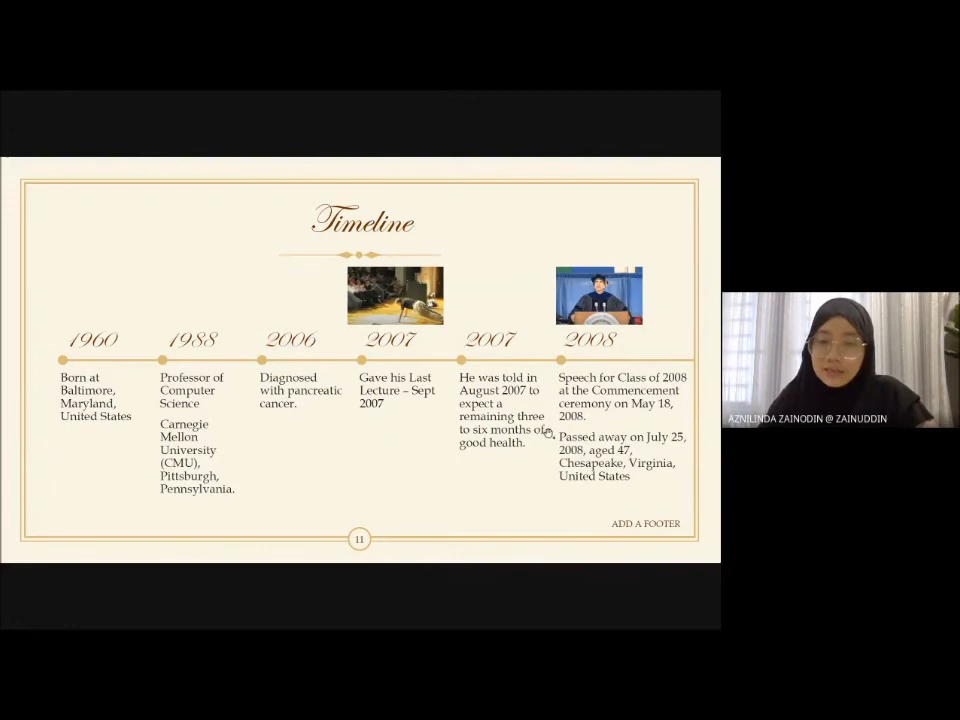 Timeline
1960
1988
2006
2007
2007
2008
Born at
Baltimore,
Maryland,
United States
Professor of
Computer
Science
Carnegie
Mellon
University
(CMU),
Pittsburgh,
Pennsylvania.
Diagnosed
with pancreatic
cancer.
Gave his Last
Lecture – Sept
2007
He was told in
August 2007 to
expect a
remaining three
to six months of
good health.
Speech for Class of 2008
at the Commencement
ceremony on May 18,
2008.
Passed away on July 25,
2008, aged 47,
Chesapeake, Virginia,
United States
ADD A FOOTER
11
AZNILINDA ZAINODIN @ ZAINUDDIN